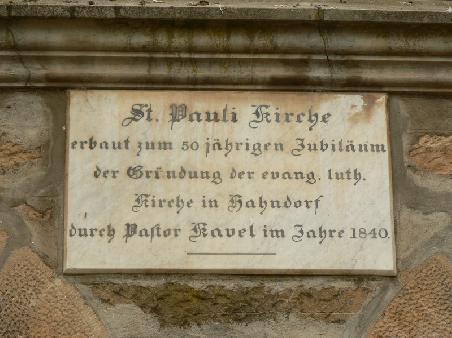 St. Pauli Kirche
erbaut zum 50 jährigen Jubiläum
der Gründung der evang. luth.
Kirche in Hahndorf
durch Pastor Kavel im Jahre 1840.